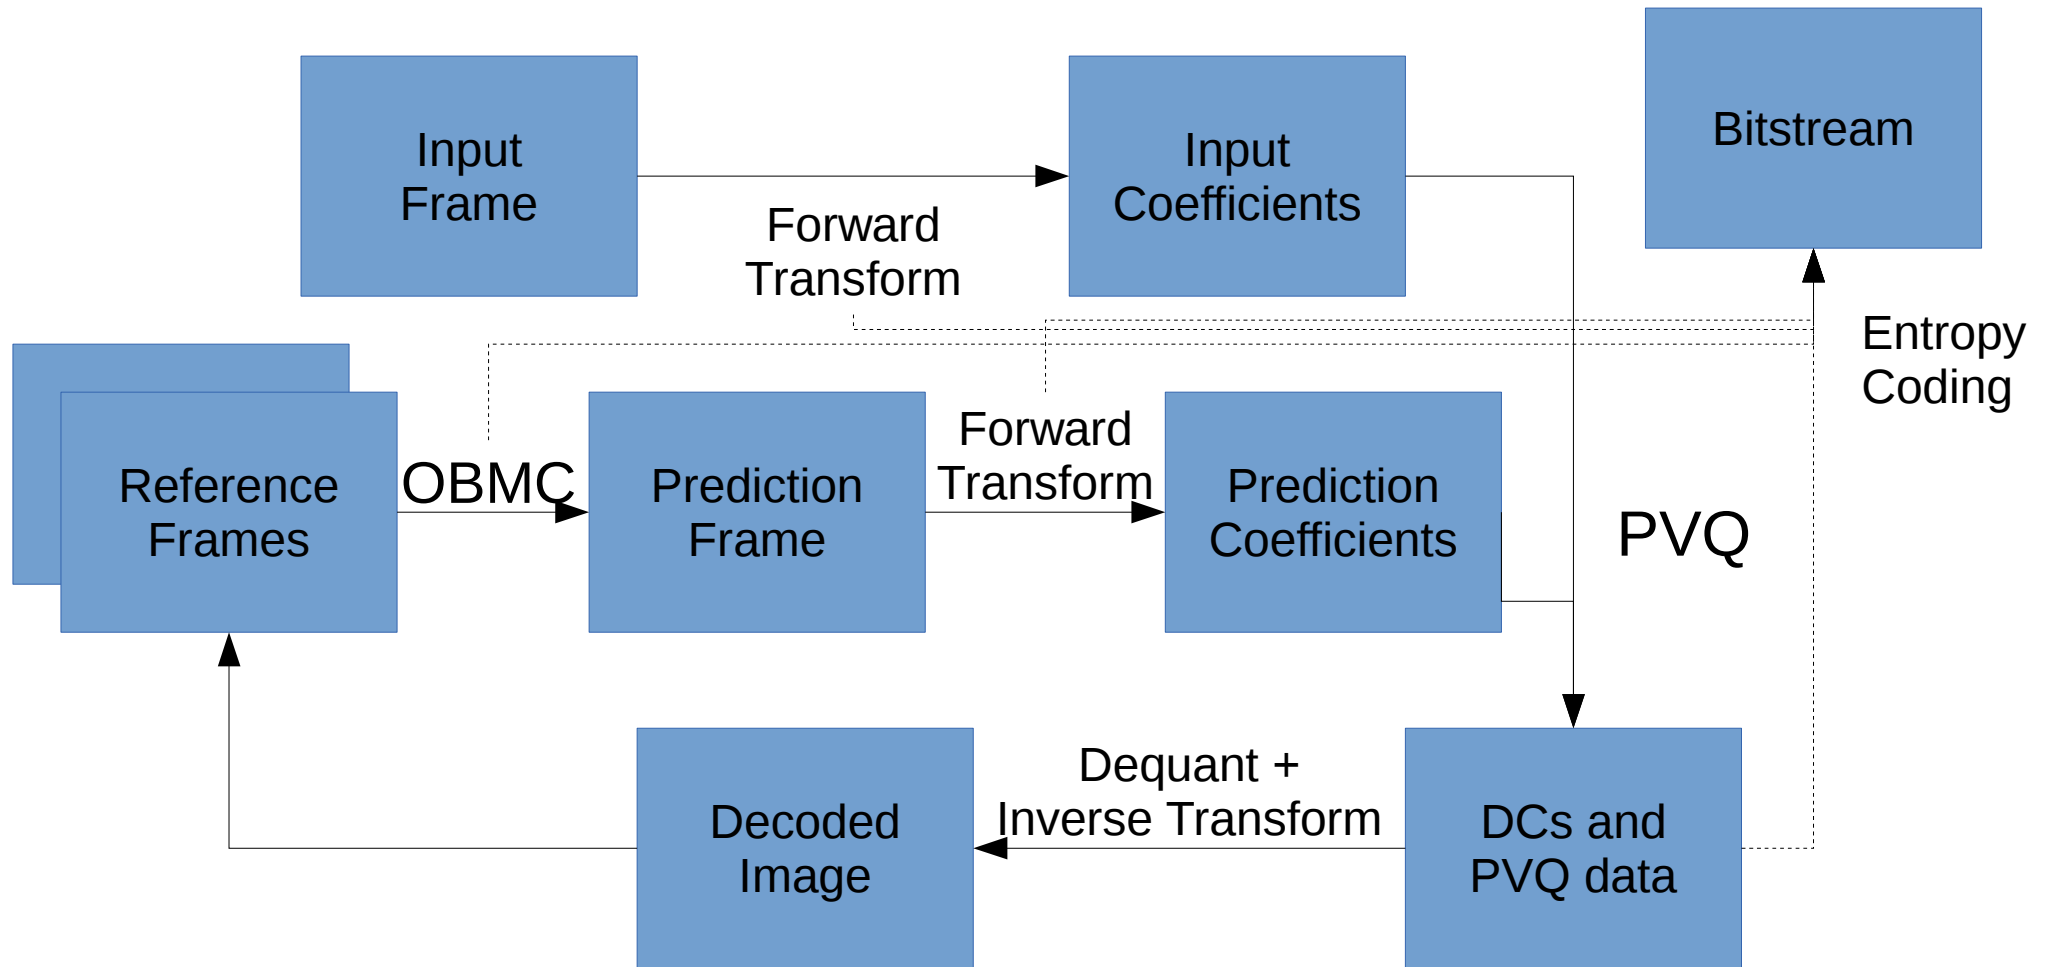 Input
Frame
Input
Coefficients
Bitstream
Forward
Transform
Entropy
Coding
Reference
Frames
OBMC
Prediction
Frame
Forward
Transform
Prediction
Coefficients
PVQ
Decoded
Image
Dequant +
Inverse Transform
DCs and
PVQ data